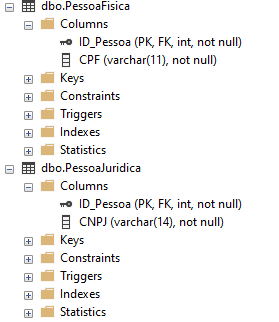 dbo.PessoaFisica
Columns
ID_Pessoa (PK, FK, int, not null)
CPF (varchar(11), not null)
Keys
Constraints
Triggers
Indexes
Statistics
dbo.PessoaJuridica
Columns
ID_Pessoa (PK, FK, int, not null)
CNPJ (varchar(14), not null)
Keys
Constraints
Triggers
Indexes
Statistics